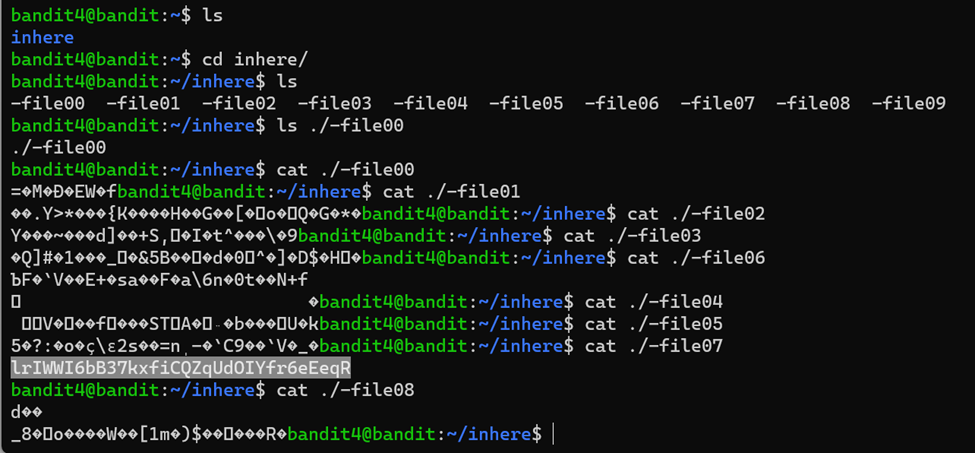 bandit4@bandit:~$ ls
inhere
bandit4@bandit:~$ cd inhere/
bandit4@bandit:~/inhere$ ls
-file00  -file01  -file02  -file03  -file04  -file05  -file06  -file07  -file08  -file09
bandit4@bandit:~/inhere$ ls ./-file00
./-file00
bandit4@bandit:~/inhere$ cat ./-file00
=�M�Đ�EW�fbandit4@bandit:~/inhere$ cat ./-file01
��.Y>*���{K����H��G��[�o�Q�G�*�bandit4@bandit:~/inhere$ cat ./-file02
Y���~���d]��+S,�I�t^���\�9bandit4@bandit:~/inhere$ cat ./-file03
�Q]#�1���_�&5B���d�0^�]�D$�H�bandit4@bandit:~/inhere$ cat ./-file06
ЪF�`V��E+�sa��F�a\6n�0t��N+f
�bandit4@bandit:~/inhere$ cat ./-file04
V���f���STA��b���U�kbandit4@bandit:~/inhere$ cat ./-file05
5�?:�o�ç\ε2s��=n,-�`C9��`V�_�bandit4@bandit:~/inhere$ cat ./-file07
lrIWWI6bB37kxfiCQZqUdOIYfr6eEeqR
bandit4@bandit:~/inhere$ cat ./-file08
d��
_8�o����W��[1m�)$�����R�bandit4@bandit:~/inhere$